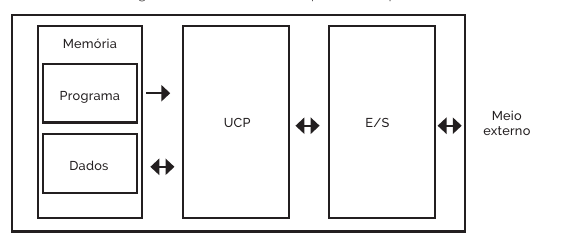 Memória
Programa
Dados
UCP
E/S
Meio
externo